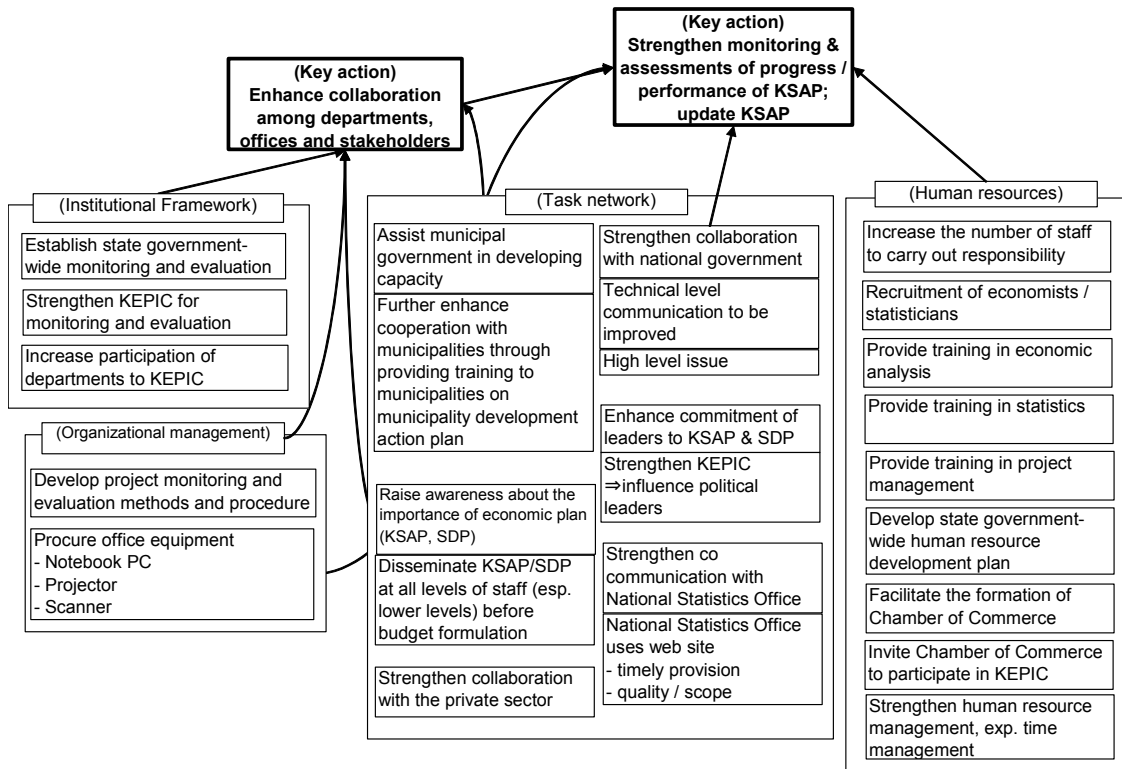 (Key action)
Strengthen monitoring &
assessments of progress /
performance of KSAP;
update KSAP
(Key action)
Enhance collaboration
among departments,
offices and stakeholders
(Institutional Framework)
Establish state government-
wide monitoring and evaluation
Strengthen KEPIC for
monitoring and evaluation
Increase participation of
departments to KEPIC
(Organizational management)
Develop project monitoring and
evaluation methods and procedure
Procure office equipment
- Notebook PC
- Projector
- Scanner
(Task network)
Assist municipal
government in developing
capacity
Further enhance
cooperation with
municipalities through
providing training to
municipalities on
municipality development
action plan
Raise awareness about the
importance of economic plan
(KSAP, SDP)
Disseminate KSAP/SDP
at all levels of staff (esp.
lower levels) before
budget formulation
Strengthen collaboration
with the private sector
Strengthen collaboration
with national government
Technical level
communication to be
improved
High level issue
Enhance commitment of
leaders to KSAP & SDP
Strengthen KEPIC
⇒influence political
leaders
Strengthen co
communication with
National Statistics Office
National Statistics Office
uses web site
- timely provision
- quality / scope
(Human resources)
Increase the number of staff
to carry out responsibility
Recruitment of economists /
statisticians
Provide training in economic
analysis
Provide training in statistics
Provide training in project
management
Develop state government-
wide human resource
development plan
Facilitate the formation of
Chamber of Commerce
Invite Chamber of Commerce
to participate in KEPIC
Strengthen human resource
management, exp. time
management